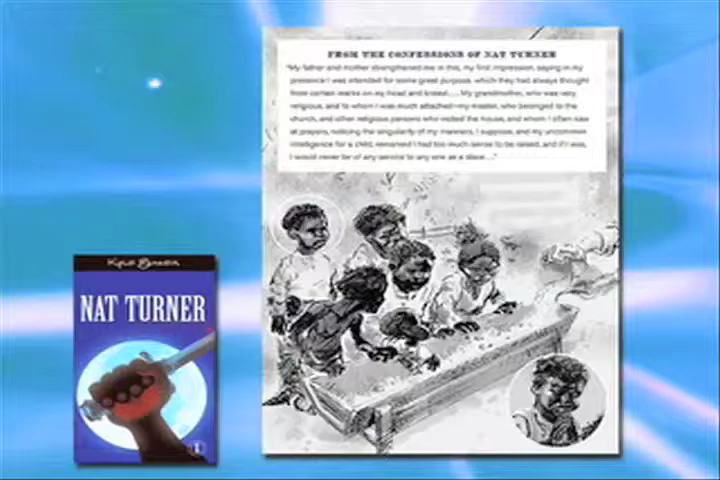 FROM THE CONFESSIONS OF NAT TURNER
"My father and mother strengthened me in this, my first impression, saying in my
presence I was intended for some great purpose, which they had always thought
from certain marks on my head and breast.... My grandmother, who was very
religious, and to whom I was much attached—my master, who belonged to the
church, and other religious persons who visited the house, and whom I often saw
at prayers, noticing the singularity of my manners, I suppose, and my uncommon
intelligence for a child, remarked I had too much sense to be raised, and if I was,
I would never be of any service to any one as a slave...."
Kyle Baker
NAT TURNER
1